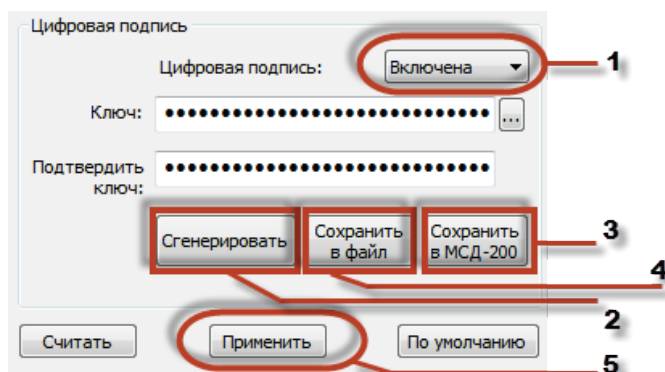 Цифровая подпись
Цифровая подпись: Включена 1
Ключ: ●●●●●●●●●●●●●●●●●●●●●●●●●●●●● ...
Подтвердить ключ: ●●●●●●●●●●●●●●●●●●●●●●●●●●●●●
Сгенерировать
Сохранить в файл
Сохранить в МСД-200
3
4
2
Считать Применить По умолчанию
5